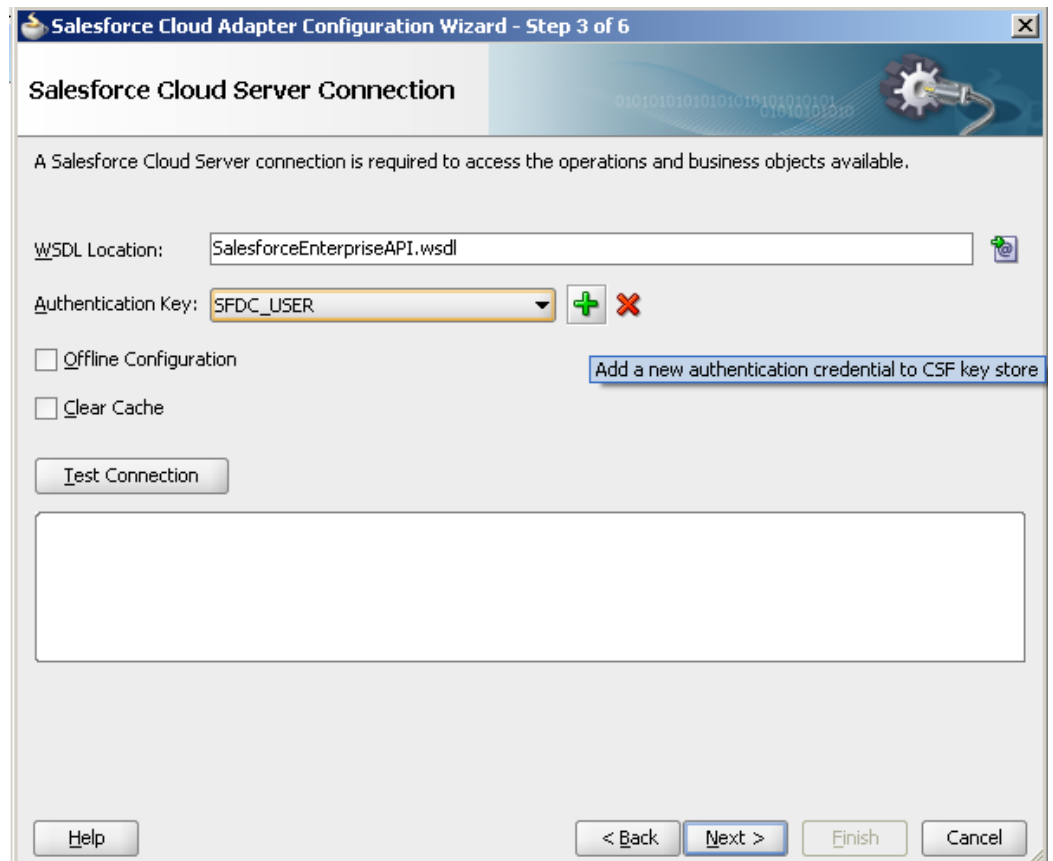 Salesforce Cloud Adapter Configuration Wizard - Step 3 of 6
Salesforce Cloud Server Connection
A Salesforce Cloud Server connection is required to access the operations and business objects available.
WSDL Location: SalesforceEnterpriseAPI.wsdl
Authentication Key: SFDC_USER
Offline Configuration
Add a new authentication credential to CSF key store
Clear Cache
Test Connection
Help < Back Next > Finish Cancel